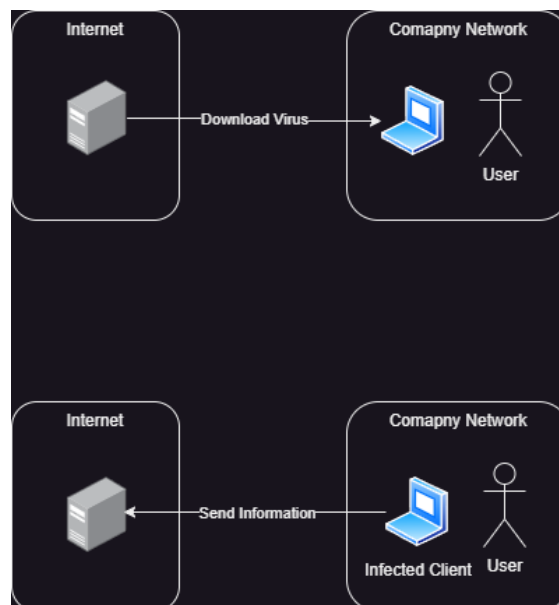 Internet
Comapny Network
Download Virus
User
Internet
Comapny Network
Send Information
Infected Client
User